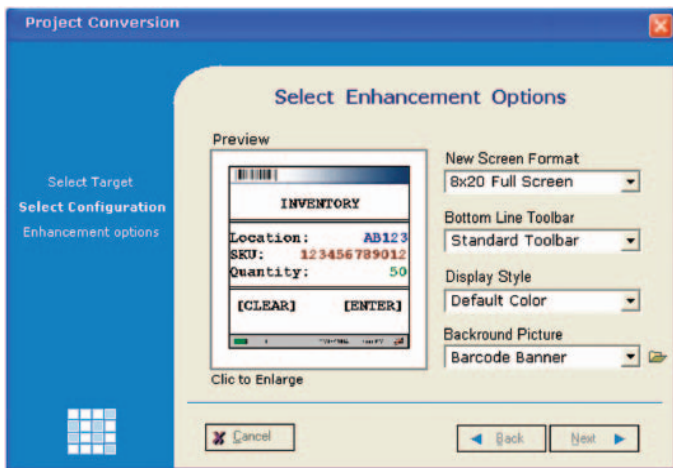 Project Conversion
Select Enhancement Options
Select Target
Select Configuration
Enhancement options
Preview
INVENTORY
Location: AB123
SKU: 123456789012
Quantity: 50
[CLEAR] [ENTER]
Clic to Enlarge
New Screen Format
8x20 Full Screen
Bottom Line Toolbar
Standard Toolbar
Display Style
Default Color
Backround Picture
Barcode Banner
Cancel
Back
Next